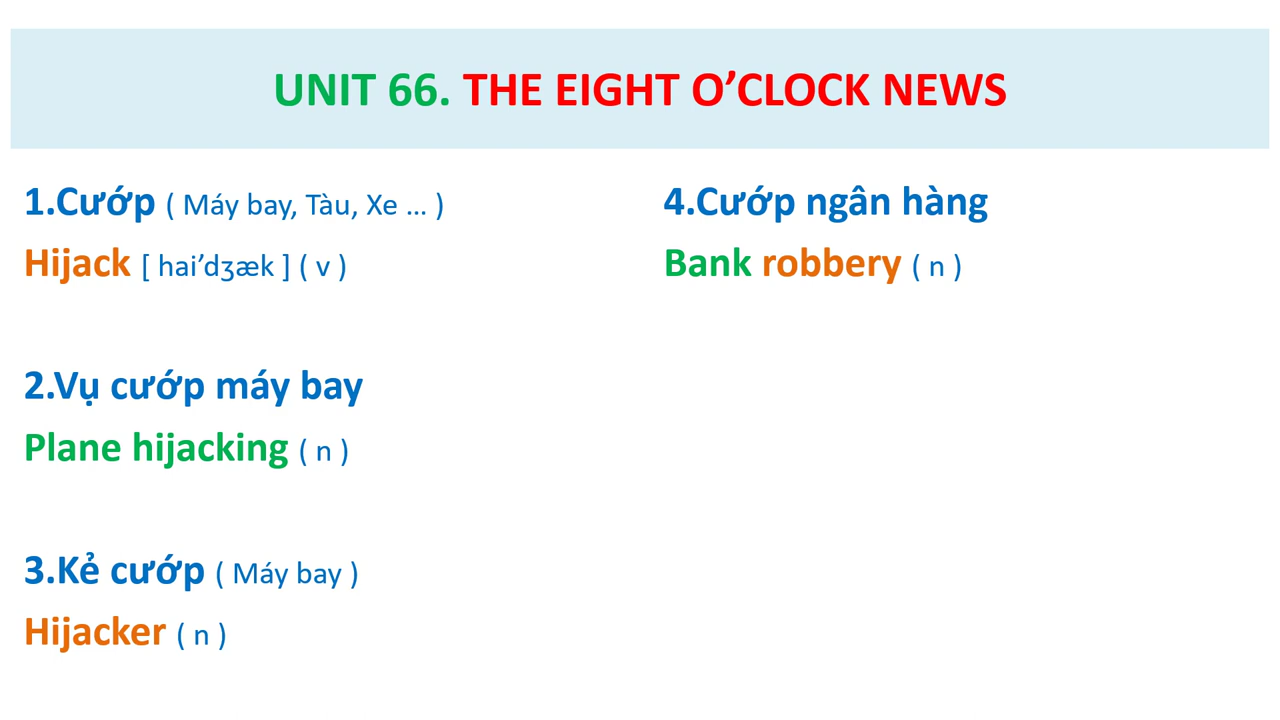 UNIT 66. THE EIGHT O’CLOCK NEWS
1.Cướp ( Máy bay, Tàu, Xe ... )
Hijack [ hai’dʒæk ] ( v )
2.Vụ cướp máy bay
Plane hijacking ( n )
3.Kẻ cướp ( Máy bay )
Hijacker ( n )
4.Cướp ngân hàng
Bank robbery ( n )